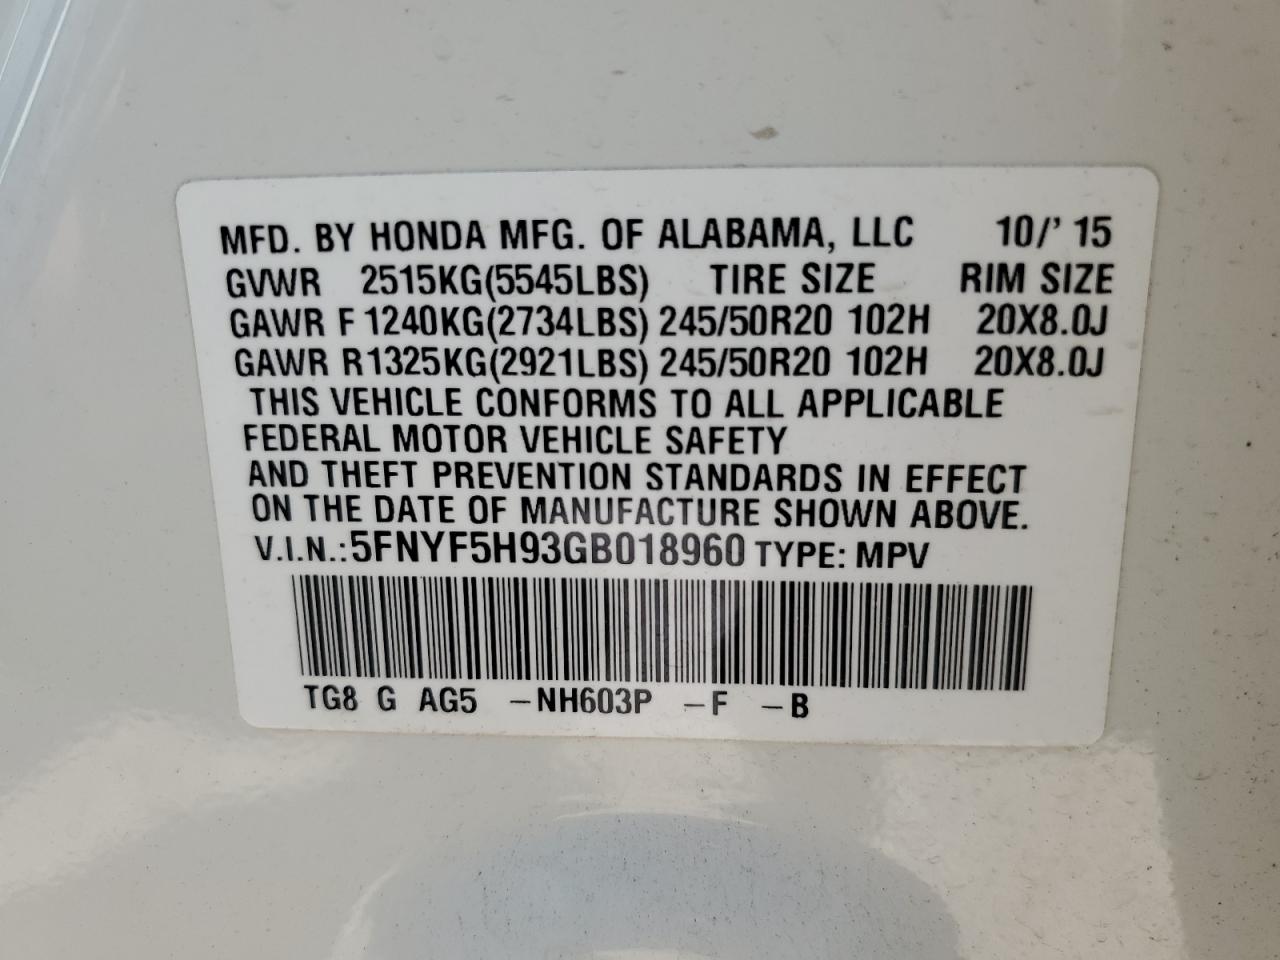 MFD. BY HONDA MFG. OF ALABAMA, LLC 10/' 15
GVWR 2515KG(5545LBS) TIRE SIZE RIM SIZE
GAWR F 1240KG(2734LBS) 245/50R20 102H 20X8.0J
GAWR R1325KG(2921LBS) 245/50R20 102H 20X8.0J
THIS VEHICLE CONFORMS TO ALL APPLICABLE
FEDERAL MOTOR VEHICLE SAFETY
AND THEFT PREVENTION STANDARDS IN EFFECT
ON THE DATE OF MANUFACTURE SHOWN ABOVE.
V.I.N.:5FNYF5H93GB018960 TYPE: MPV
TG8 G AG5 –NH603P –F –B